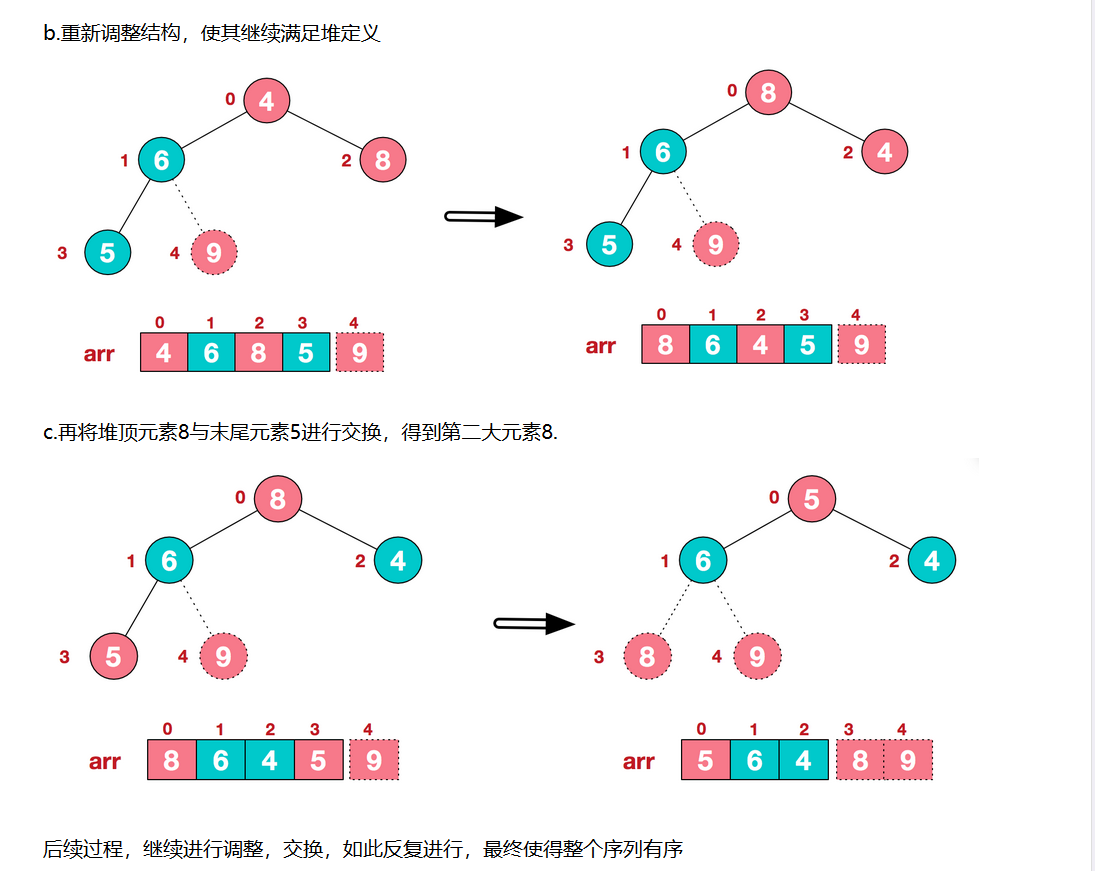 b.重新调整结构，使其继续满足堆定义
0 4 0 8
1 6 2 8 1 6 2 4
3 5 4 9 3 5 4 9
0 1 2 3 4 0 1 2 3 4
arr 4 6 8 5 9 arr 8 6 4 5 9
c.再将堆顶元素8与末尾元素5进行交换，得到第二大元素8.
0 8 0 5
1 6 2 4 1 6 2 4
3 5 4 9 3 8 4 9
0 1 2 3 4 0 1 2 3 4
arr 8 6 4 5 9 arr 5 6 4 8 9
后续过程，继续进行调整，交换，如此反复进行，最终使得整个序列有序